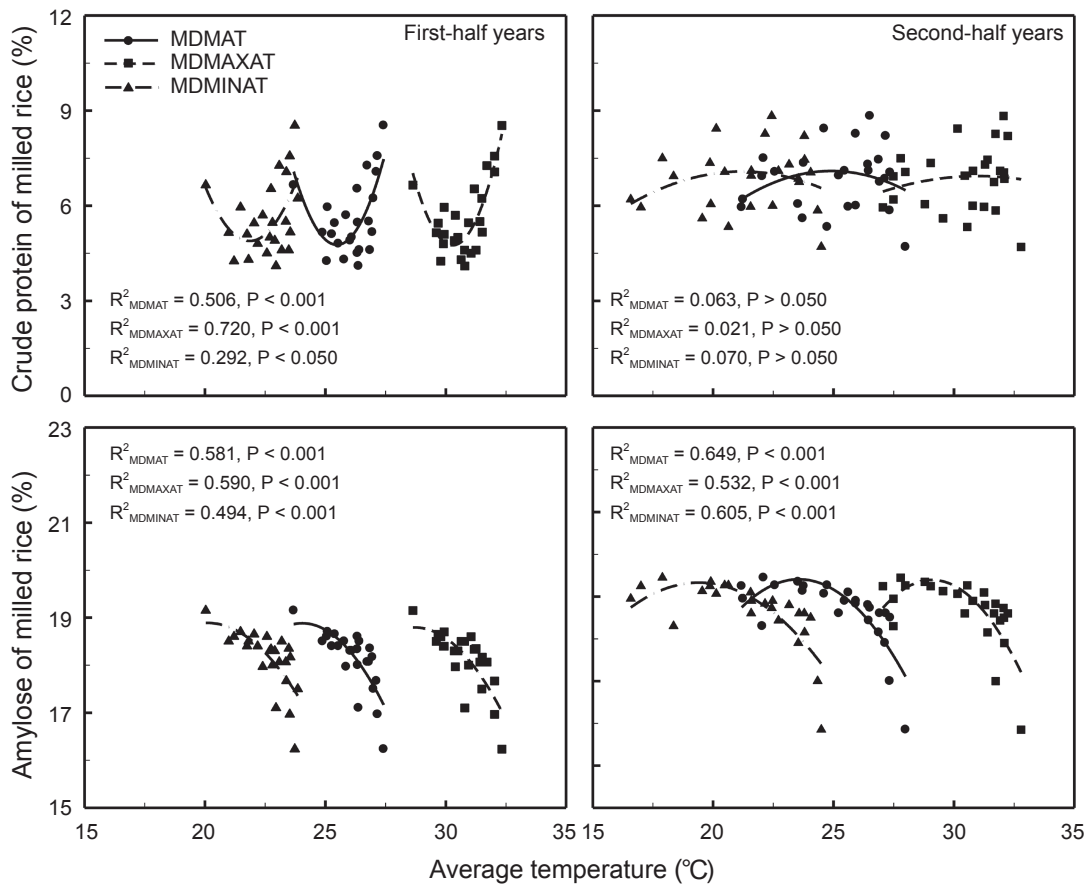 Crude protein of milled rice (%)
12
9
6
3
0
MDMAT
MDMAXAT
MDMINAT
First-half years
R²MDMAT = 0.506, P < 0.001
R²MDMAXAT = 0.720, P < 0.001
R²MDMINAT = 0.292, P < 0.050
Second-half years
R²MDMAT = 0.063, P > 0.050
R²MDMAXAT = 0.021, P > 0.050
R²MDMINAT = 0.070, P > 0.050
Amylose of milled rice (%)
23
21
19
17
15
R²MDMAT = 0.581, P < 0.001
R²MDMAXAT = 0.590, P < 0.001
R²MDMINAT = 0.494, P < 0.001
R²MDMAT = 0.649, P < 0.001
R²MDMAXAT = 0.532, P < 0.001
R²MDMINAT = 0.605, P < 0.001
15 20 25 30 35 15 20 25 30 35
Average temperature (℃)